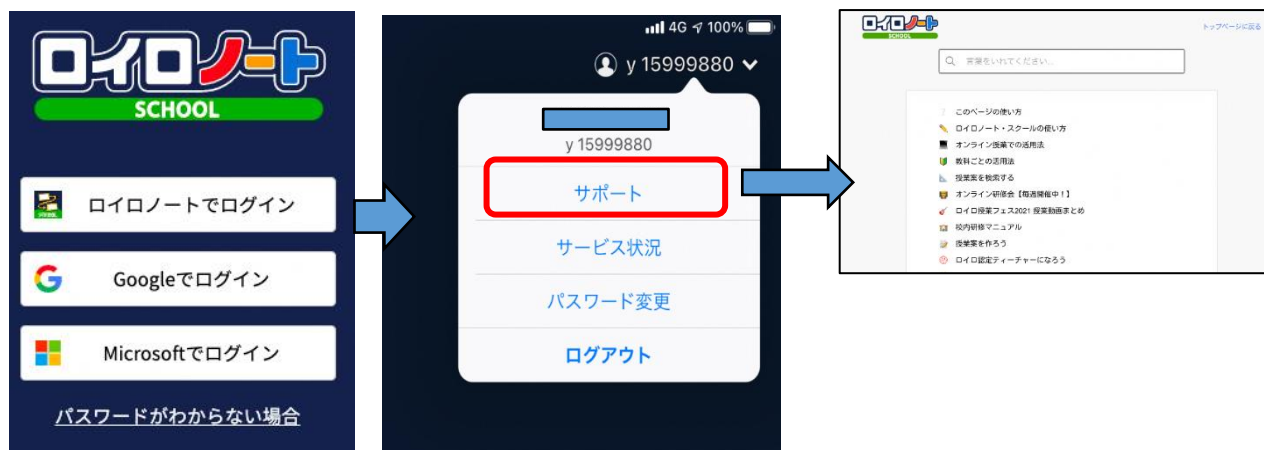 ロイロノート
SCHOOL
ロイロノートでログイン
Googleでログイン
Microsoftでログイン
パスワードがわからない場合
4G 100%
y 15999880
y 15999880
サポート
サービス状況
パスワード変更
ログアウト
ロイロノート
SCHOOL
トップページに戻る
言葉をいれてください...
このページの使い方
ロイロノート・スクールの使い方
オンライン授業での活用法
教科ごとの活用法
授業案を検索する
オンライン研修会【毎週開催中！】
ロイロ授業フェス2021 授業動画まとめ
校内研修マニュアル
授業案を作ろう
ロイロ認定ティーチャーになろう